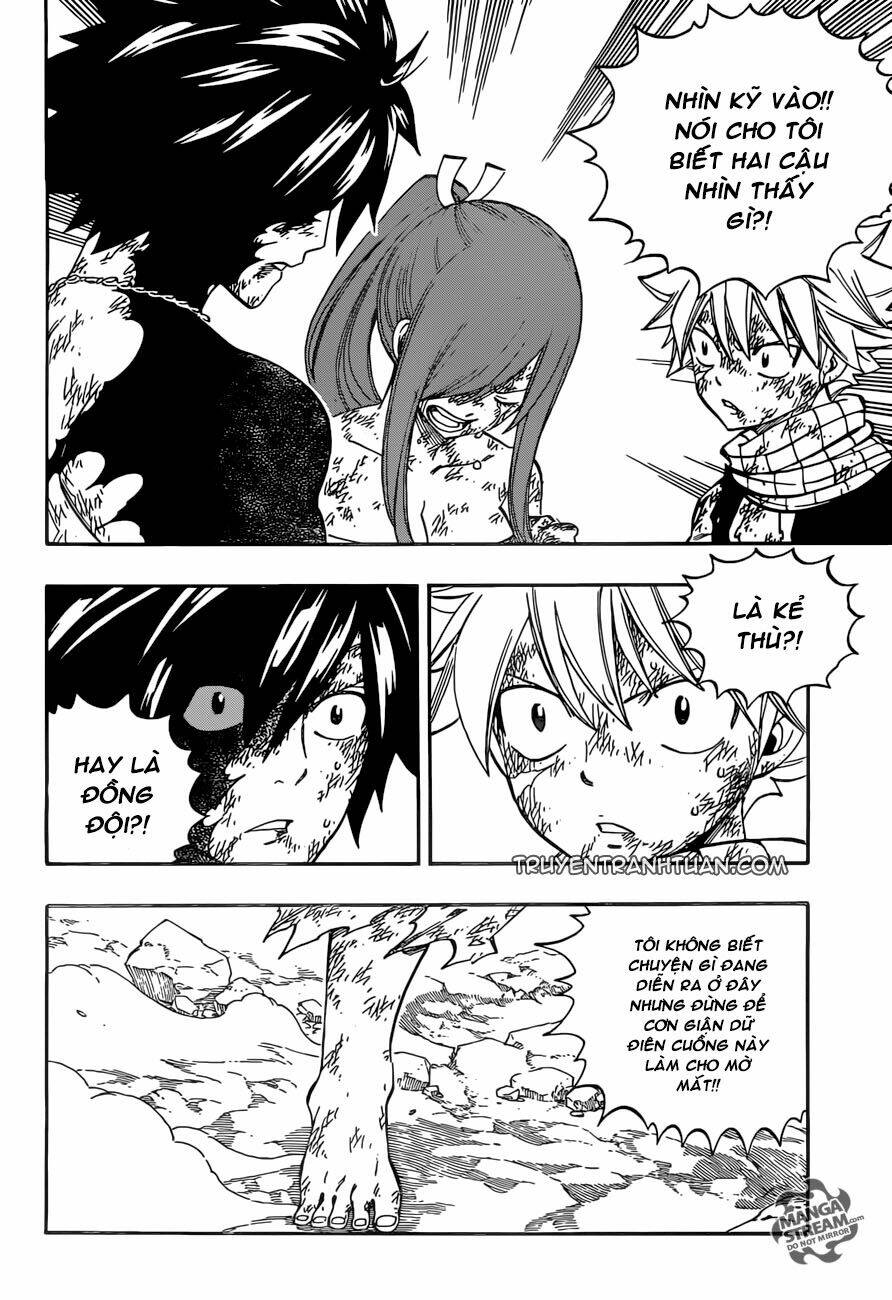 NHÌN KỸ VÀO!!
NÓI CHO TÔI
BIẾT HAI CẬU
NHÌN THẤY
GÌ?!
LÀ KẺ
THÙ?!
HAY LÀ
ĐỒNG
ĐỘI?!
TRUYENTRANHTUAN.COM
TÔI KHÔNG BIẾT
CHUYỆN GÌ ĐANG
DIỄN RA Ở ĐÂY
NHƯNG ĐỪNG ĐỂ
CƠN GIẬN DỮ
ĐIÊN CUỒNG NÀY
LÀM CHO MỜ
MẮT!!
MANGA
STREAM.com
DO NOT MIRROR!